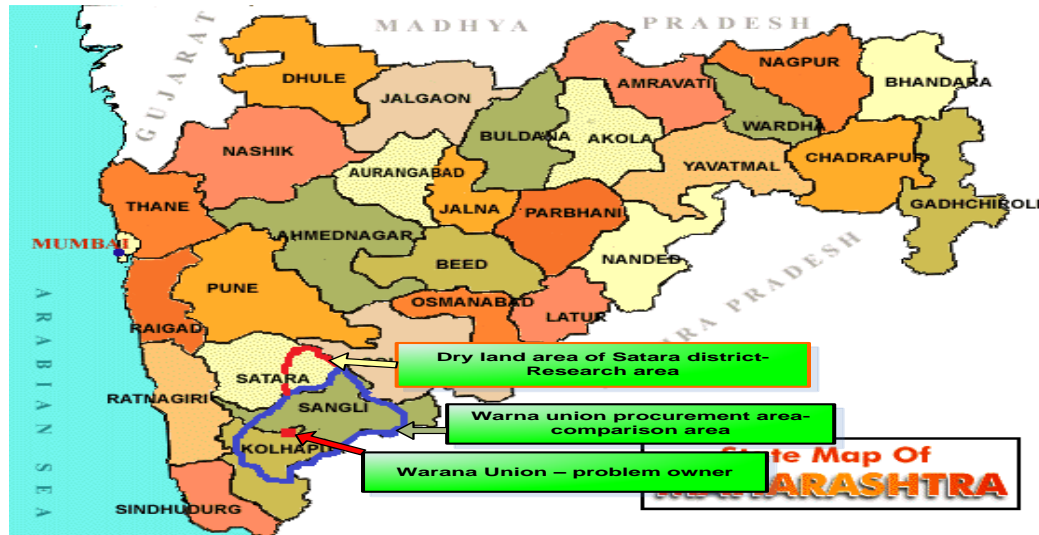 MADHYA PRADESH
GUJARAT
DHULE
JALGAON
NASHIK
BULDANA
AKOLA
AMRAVATI
NAGPUR
BHANDARA
WARDHA
YAVATMAL
CHADRAPUR
GADHCHIROLI
AURANGABAD
JALNA
PARBHANI
THANE
MUMBAI
AHMEDNAGAR
BEED
NANDED
PUNE
RAIGAD
OSMANABAD
LATUR
PRADESH
ARABIAN SEA
SATARA
RATNAGIRI
SANGLI
KOLHAPU
SINDHUDURG
Dry land area of Satara district-
Research area
Warna union procurement area-
comparison area
Warana Union – problem owner
State Map Of
MAHARASHTRA